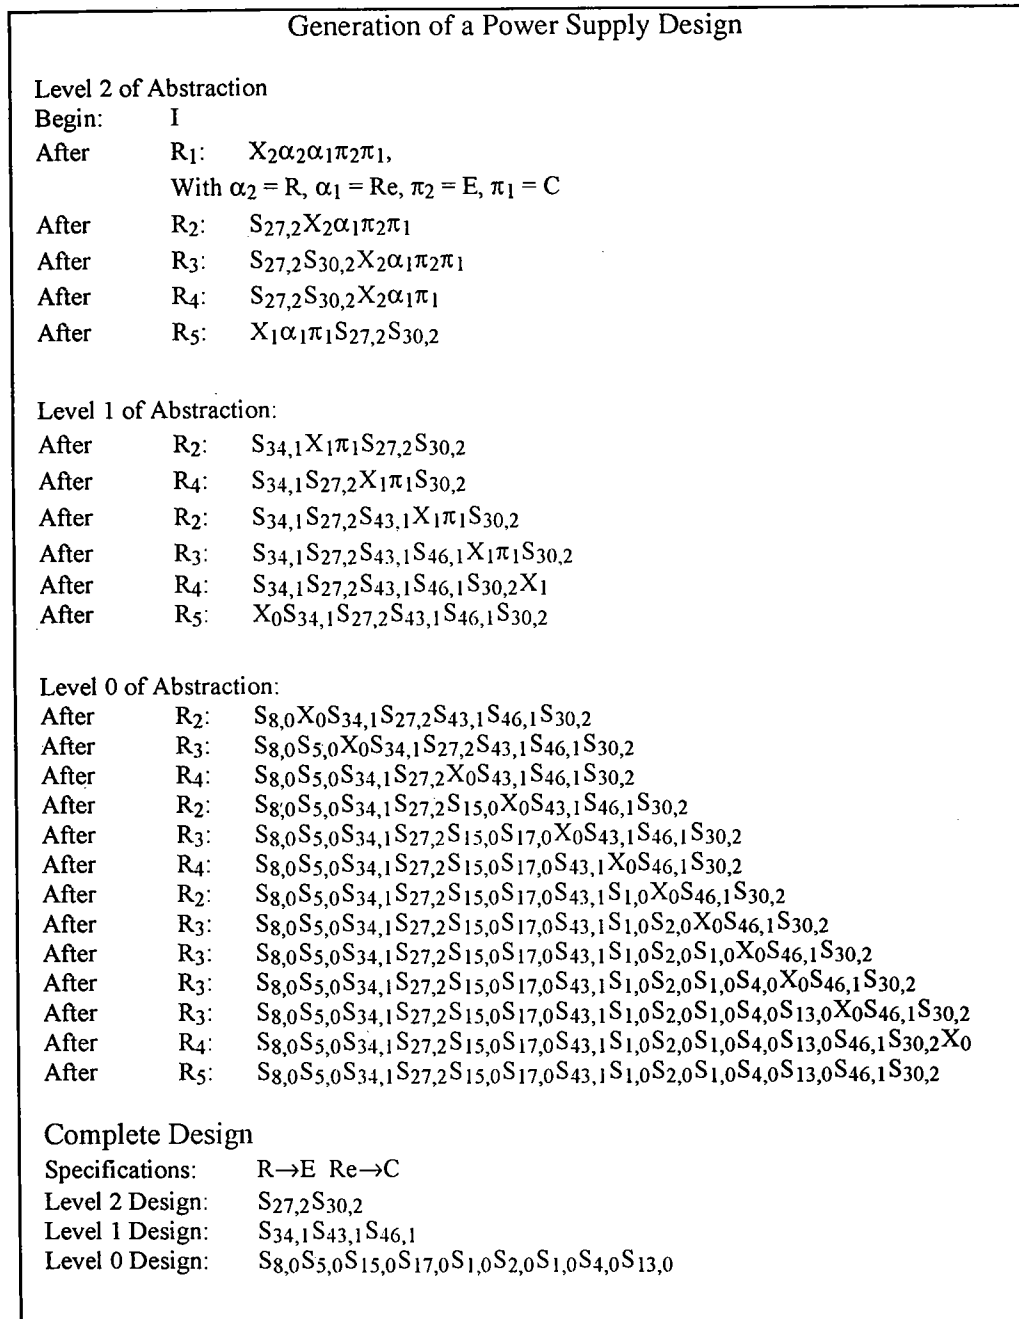 Generation of a Power Supply Design
Level 2 of Abstraction
Begin: I
After R₁: X₂α₂α₁π₂π₁,
With α₂ = R, α₁ = Re, π₂ = E, π₁ = C
After R₂: S₂₇,₂X₂α₁π₂π₁
After R₃: S₂₇,₂S₃₀,₂X₂α₁π₂π₁
After R₄: S₂₇,₂S₃₀,₂X₂α₁π₁
After R₅: X₁α₁π₁S₂₇,₂S₃₀,₂
Level 1 of Abstraction:
After R₂: S₃₄,₁X₁π₁S₂₇,₂S₃₀,₂
After R₄: S₃₄,₁S₂₇,₂X₁π₁S₃₀,₂
After R₂: S₃₄,₁S₂₇,₂S₄₃,₁X₁π₁S₃₀,₂
After R₃: S₃₄,₁S₂₇,₂S₄₃,₁S₄₆,₁X₁π₁S₃₀,₂
After R₄: S₃₄,₁S₂₇,₂S₄₃,₁S₄₆,₁S₃₀,₂X₁
After R₅: X₀S₃₄,₁S₂₇,₂S₄₃,₁S₄₆,₁S₃₀,₂
Level 0 of Abstraction:
After R₂: S₈,₀X₀S₃₄,₁S₂₇,₂S₄₃,₁S₄₆,₁S₃₀,₂
After R₃: S₈,₀S₅,₀X₀S₃₄,₁S₂₇,₂S₄₃,₁S₄₆,₁S₃₀,₂
After R₄: S₈,₀S₅,₀S₃₄,₁S₂₇,₂X₀S₄₃,₁S₄₆,₁S₃₀,₂
After R₂: S₈,₀S₅,₀S₃₄,₁S₂₇,₂S₁₅,₀X₀S₄₃,₁S₄₆,₁S₃₀,₂
After R₃: S₈,₀S₅,₀S₃₄,₁S₂₇,₂S₁₅,₀S₁₇,₀X₀S₄₃,₁S₄₆,₁S₃₀,₂
After R₄: S₈,₀S₅,₀S₃₄,₁S₂₇,₂S₁₅,₀S₁₇,₀S₄₃,₁X₀S₄₆,₁S₃₀,₂
After R₂: S₈,₀S₅,₀S₃₄,₁S₂₇,₂S₁₅,₀S₁₇,₀S₄₃,₁S₁,₀X₀S₄₆,₁S₃₀,₂
After R₃: S₈,₀S₅,₀S₃₄,₁S₂₇,₂S₁₅,₀S₁₇,₀S₄₃,₁S₁,₀S₂,₀X₀S₄₆,₁S₃₀,₂
After R₃: S₈,₀S₅,₀S₃₄,₁S₂₇,₂S₁₅,₀S₁₇,₀S₄₃,₁S₁,₀S₂,₀S₁,₀X₀S₄₆,₁S₃₀,₂
After R₃: S₈,₀S₅,₀S₃₄,₁S₂₇,₂S₁₅,₀S₁₇,₀S₄₃,₁S₁,₀S₂,₀S₁,₀S₄,₀X₀S₄₆,₁S₃₀,₂
After R₃: S₈,₀S₅,₀S₃₄,₁S₂₇,₂S₁₅,₀S₁₇,₀S₄₃,₁S₁,₀S₂,₀S₁,₀S₄,₀S₁₃,₀X₀S₄₆,₁S₃₀,₂
After R₄: S₈,₀S₅,₀S₃₄,₁S₂₇,₂S₁₅,₀S₁₇,₀S₄₃,₁S₁,₀S₂,₀S₁,₀S₄,₀S₁₃,₀S₄₆,₁S₃₀,₂X₀
After R₅: S₈,₀S₅,₀S₃₄,₁S₂₇,₂S₁₅,₀S₁₇,₀S₄₃,₁S₁,₀S₂,₀S₁,₀S₄,₀S₁₃,₀S₄₆,₁S₃₀,₂
Complete Design
Specifications: R→E Re→C
Level 2 Design: S₂₇,₂S₃₀,₂
Level 1 Design: S₃₄,₁S₄₃,₁S₄₆,₁
Level 0 Design: S₈,₀S₅,₀S₁₅,₀S₁₇,₀S₁,₀S₂,₀S₁,₀S₄,₀S₁₃,₀